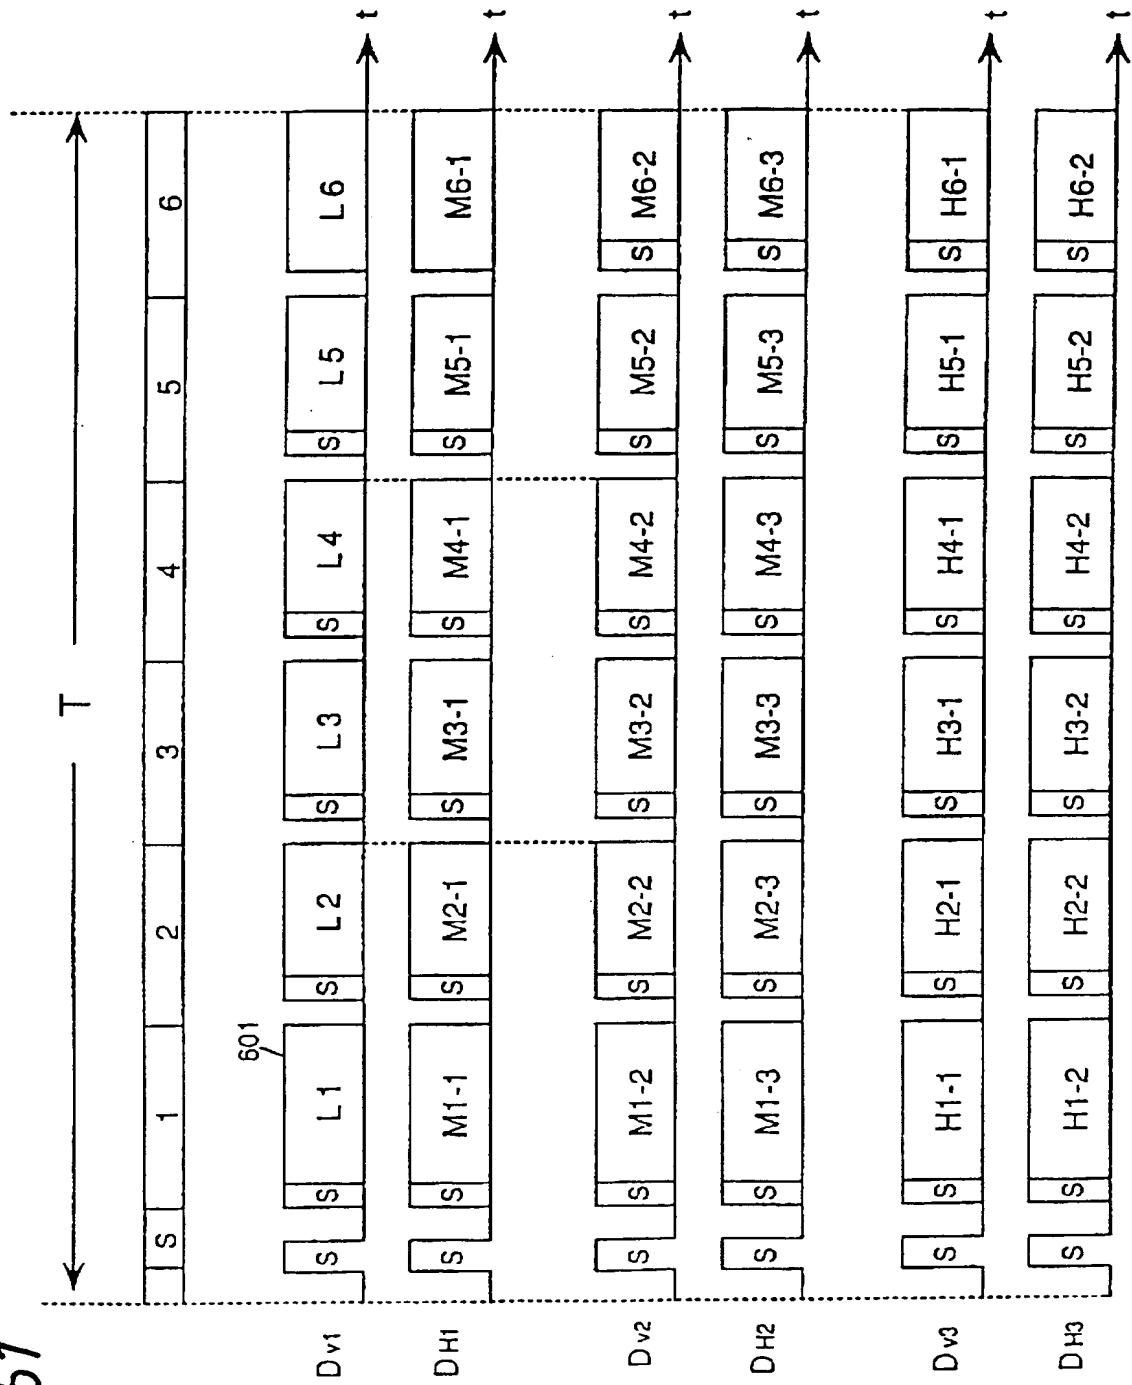 T
S 1 2 3 4 5 6
601
Dv1 S S L1 S L2 S L3 S L4 S L5 L6 t
DH1 S S M1-1 S M2-1 S M3-1 S M4-1 S M5-1 M6-1 t
Dv2 S S M1-2 S M2-2 S M3-2 S M4-2 S M5-2 S M6-2 t
DH2 S S M1-3 S M2-3 S M3-3 S M4-3 S M5-3 S M6-3 t
Dv3 S S H1-1 S H2-1 S H3-1 S H4-1 S H5-1 S H6-1 t
DH3 S S H1-2 S H2-2 S H3-2 S H4-2 S H5-2 S H6-2 t